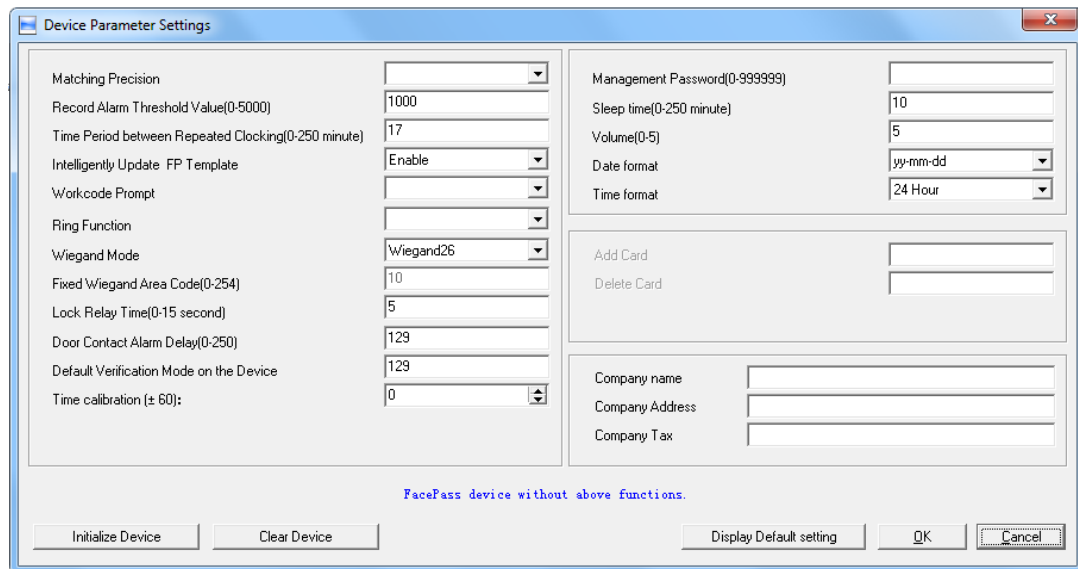 Device Parameter Settings
Matching Precision
Record Alarm Threshold Value(0-5000) 1000
Time Period between Repeated Clocking(0-250 minute) 17
Intelligently Update FP Template Enable
Workcode Prompt
Ring Function
Wiegand Mode Wiegand26
Fixed Wiegand Area Code(0-254) 10
Lock Relay Time(0-15 second) 5
Door Contact Alarm Delay(0-250) 129
Default Verification Mode on the Device 129
Time calibration (± 60): 0
Management Password(0-999999)
Sleep time(0-250 minute) 10
Volume(0-5) 5
Date format yy-mm-dd
Time format 24 Hour
Add Card
Delete Card
Company name
Company Address
Company Tax
FacePass device without above functions.
Initialize Device Clear Device Display Default setting OK Cancel